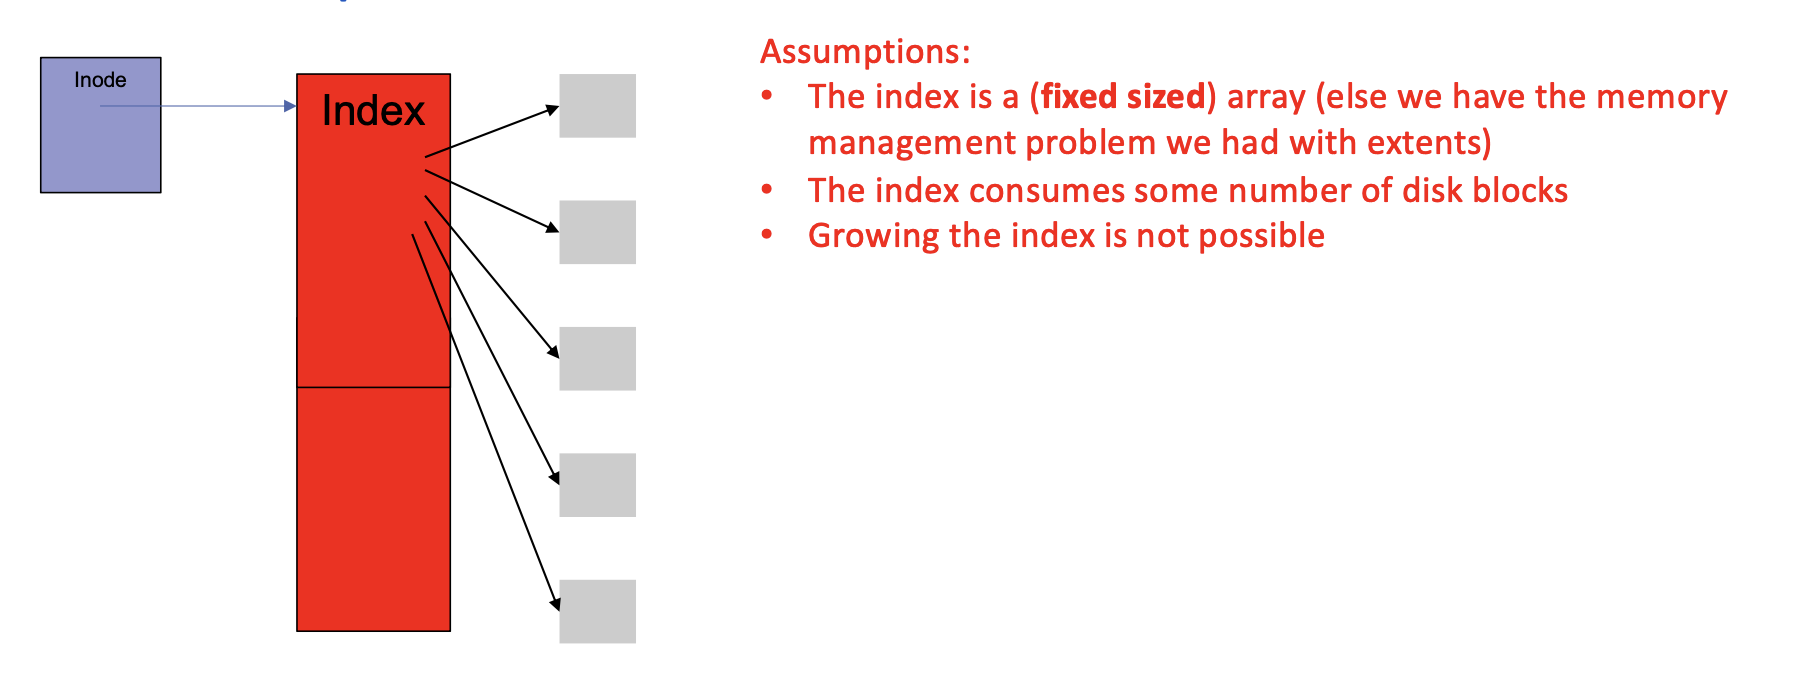 Inode
Index
Assumptions:
• The index is a (fixed sized) array (else we have the memory
management problem we had with extents)
• The index consumes some number of disk blocks
• Growing the index is not possible